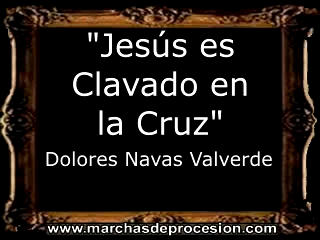 "Jesús es
Clavado en
la Cruz"
Dolores Navas Valverde
www.marchasdeprocesion.com